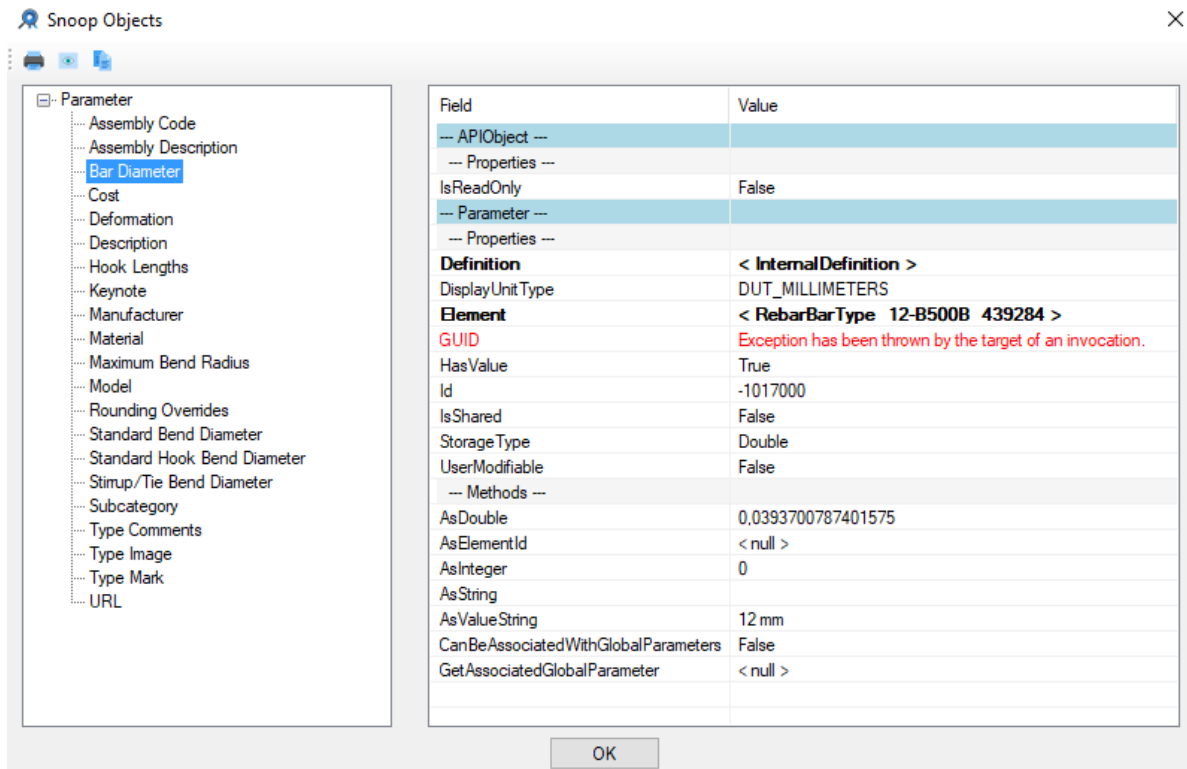 Snoop Objects
Parameter
Assembly Code
Assembly Description
Bar Diameter
Cost
Deformation
Description
Hook Lengths
Keynote
Manufacturer
Material
Maximum Bend Radius
Model
Rounding Overrides
Standard Bend Diameter
Standard Hook Bend Diameter
Stirrup/Tie Bend Diameter
Subcategory
Type Comments
Type Image
Type Mark
URL
Field Value
--- APIObject ---
--- Properties ---
IsReadOnly False
--- Parameter ---
--- Properties ---
Definition < InternalDefinition >
DisplayUnitType DUT_MILLIMETERS
Element < RebarBarType 12-B500B 439284 >
GUID Exception has been thrown by the target of an invocation.
HasValue True
Id -1017000
IsShared False
StorageType Double
UserModifiable False
--- Methods ---
AsDouble 0,0393700787401575
AsElementId < null >
AsInteger 0
AsString
AsValueString 12 mm
CanBeAssociatedWithGlobalParameters False
GetAssociatedGlobalParameter < null >
OK